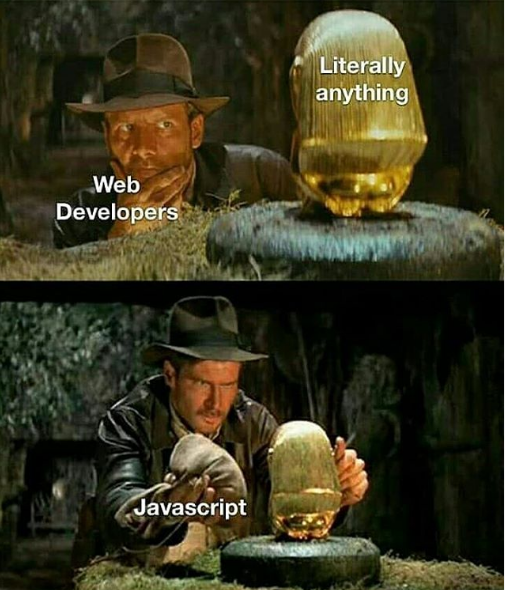 Literally
anything
Web
Developers
Javascript